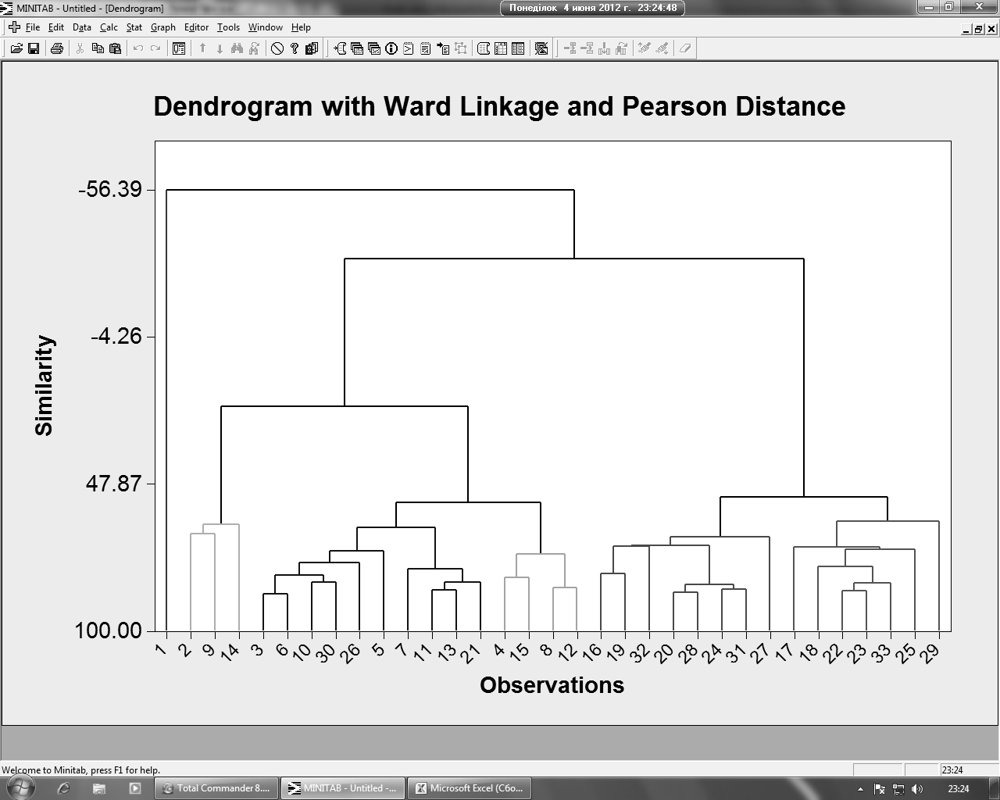 MINITAB - Untitled - [Dendrogram]
Понеділок 4 июня 2012 г. 23:24:48
File Edit Data Calc Stat Graph Editor Tools Window Help
Dendrogram with Ward Linkage and Pearson Distance
-56.39
-4.26
47.87
100.00
Similarity
1 2 9 14 3 6 10 30 26 5 7 11 13 21 4 15 8 12 16 19 32 20 28 24 31 27 17 18 22 23 33 25 29
Observations
Welcome to Minitab, press F1 for help.
23:24
Total Commander 8....
MINITAB - Untitled -...
Microsoft Excel (Сбо...
23:24